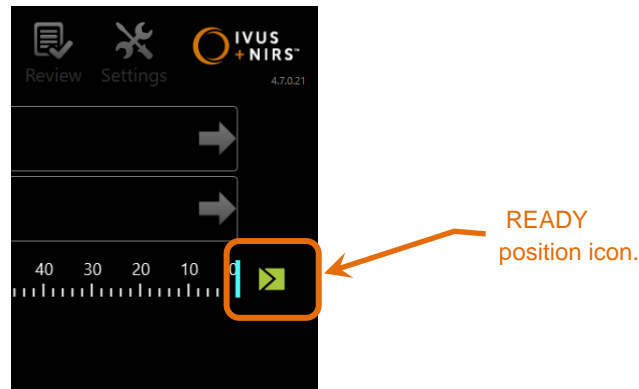 IVUS
+NIRS™
Review Settings
4.7.0.21
40 30 20 10 0
READY
position icon.